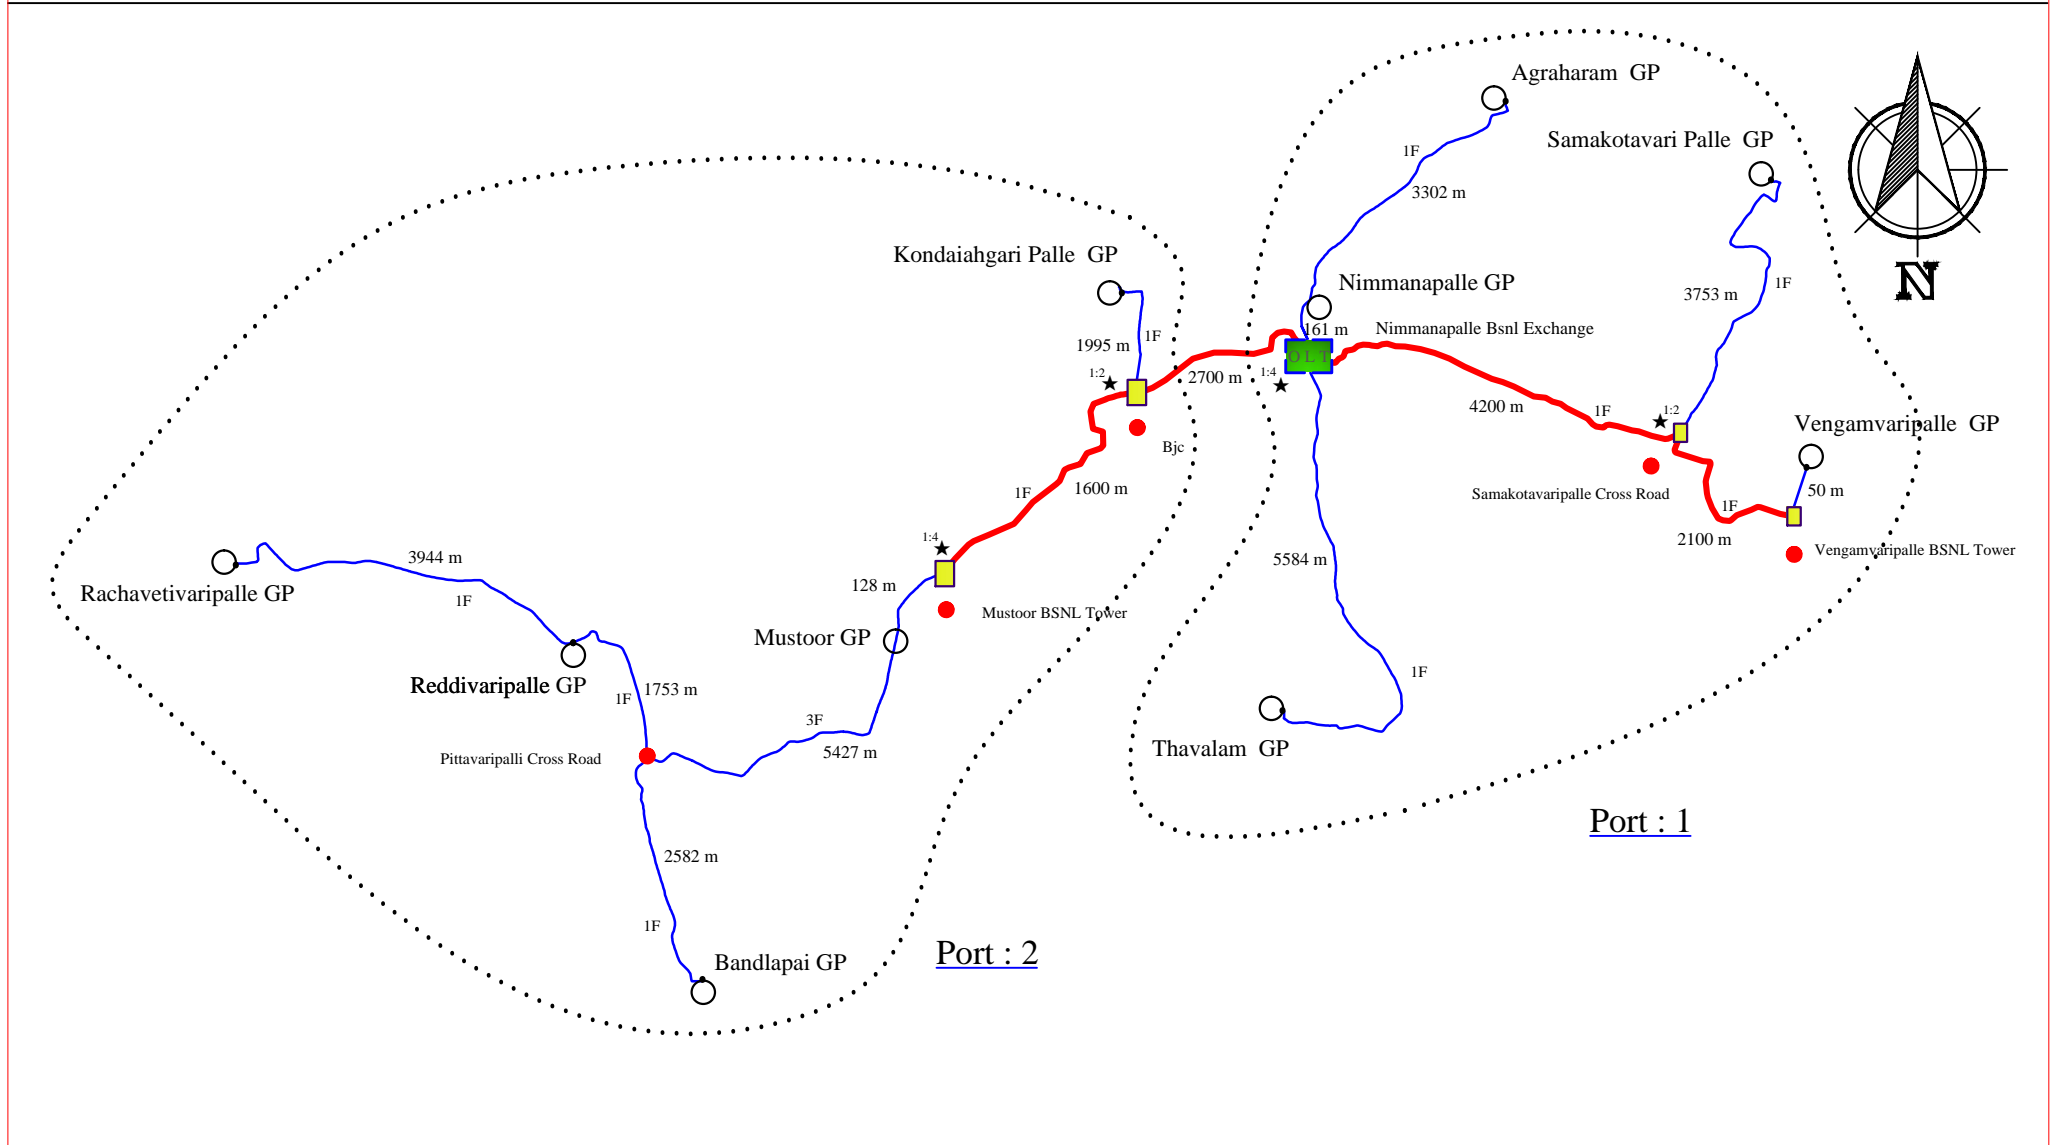 Agraharam GP
Samakotavari Palle GP
1F
3302 m
Kondaiahgari Palle GP
Nimmanapalle GP
N
3753 m
1F
161 m
Nimmanapalle Bsnl Exchange
1F
1995 m
OLT
2700 m
1:2
1:4
4200 m
1F
1:2
Vengamvaripalle GP
Bjc
1600 m
1F
Samakotavaripalle Cross Road
50 m
1F
2100 m
Vengamvaripalle BSNL Tower
1:4
3944 m
1F
128 m
5584 m
Rachavetivaripalle GP
Mustoor BSNL Tower
Mustoor GP
1F
Reddivaripalle GP
1753 m
1F
3F
5427 m
Thavalam GP
Pittavaripalli Cross Road
Port : 1
2582 m
1F
Port : 2
Bandlapai GP